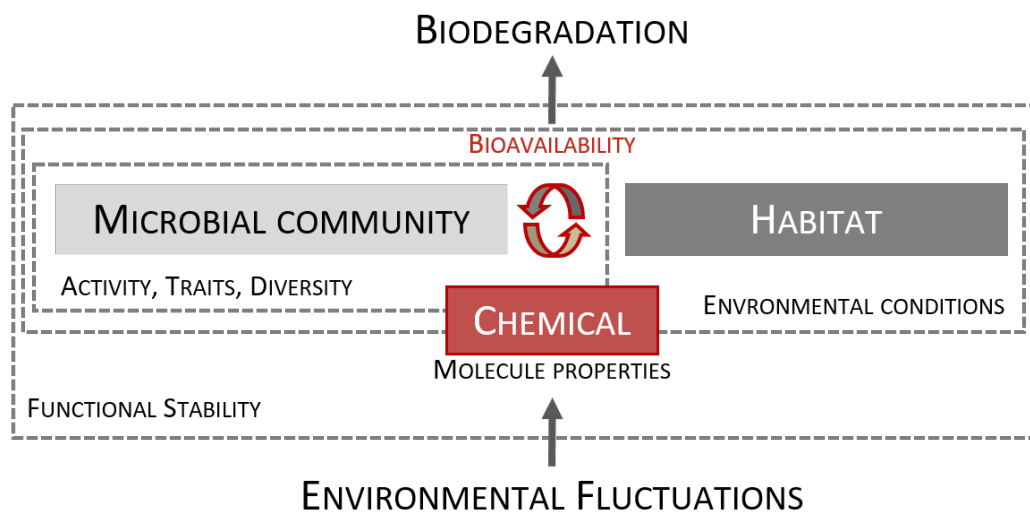 Biodegradation
Bioavailability
Microbial community
Habitat
Activity, Traits, Diversity
Envronmental conditions
Chemical
Molecule properties
Functional Stability
Environmental Fluctuations